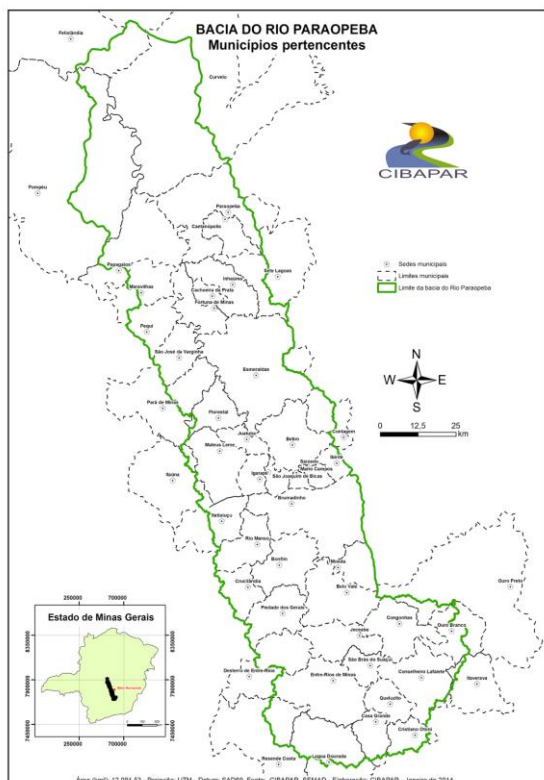 BACIA DO RIO PARAOPEBA
Municípios pertencentes
Felixlândia
Curvelo
CIBAPAR
Pompéu
Paraopeba
Caetanópolis
Sedes municipais
Limites municipais
Limite da bacia do Rio Paraopeba
Papagaios
Sete Lagoas
Inhaúma
Maravilhas
Cachoeira da Prata
Fortuna de Minas
Pequi
São José da Varginha
N
W E
S
Esmeraldas
Pará de Minas
Florestal
0 12,5 25
km
Contagem
Juatuba
Betim
Mateus Leme
Ibirité
Sarzedo
Mário Campos
Itaúna
Igarapé
São Joaquim de Bicas
Brumadinho
Itatiaiuçu
Rio Manso
Bonfim
Moeda
Ouro Preto
Crucilândia
Belo Vale
Piedade dos Gerais
Congonhas
Ouro Branco
Jeceaba
São Brás do Suaçuí
Desterro de Entre-Rios
Entre-Rios de Minas
Conselheiro Lafaiete
Itaverava
Queluzito
Casa Grande
Cristiano Otoni
Lagoa Dourada
Resende Costa
Estado de Minas Gerais
250000 700000
250000 700000